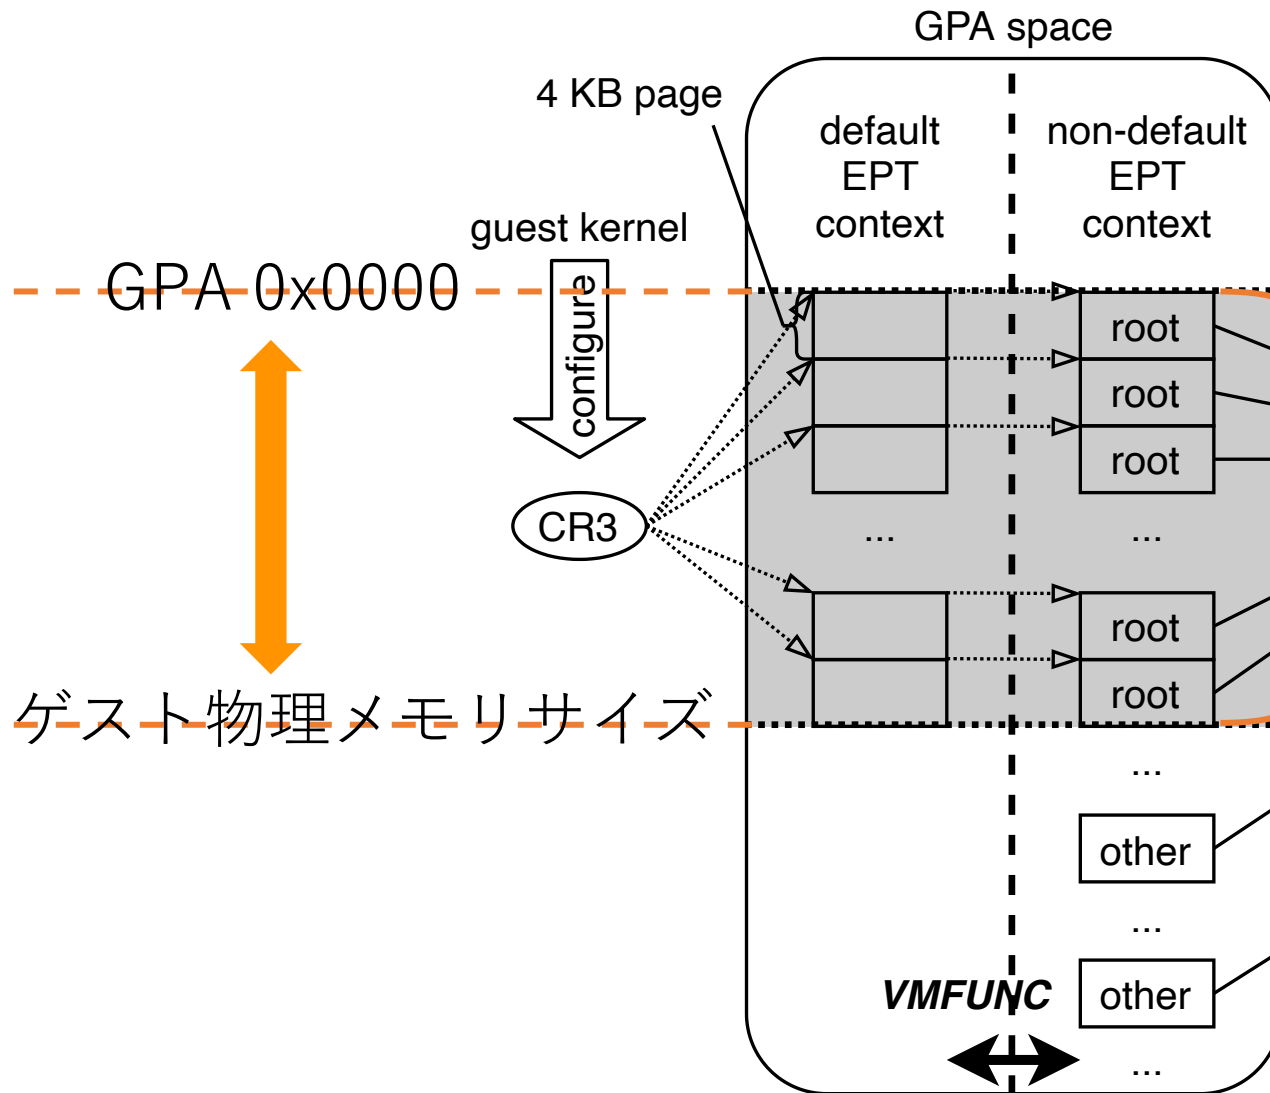 GPA space
4 KB page
default
EPT
context
non-default
EPT
context
guest kernel
GPA 0x0000
configure
root
root
root
CR3
...
...
root
root
ゲスト物理メモリサイズ
...
other
...
VMFUNC
other
...